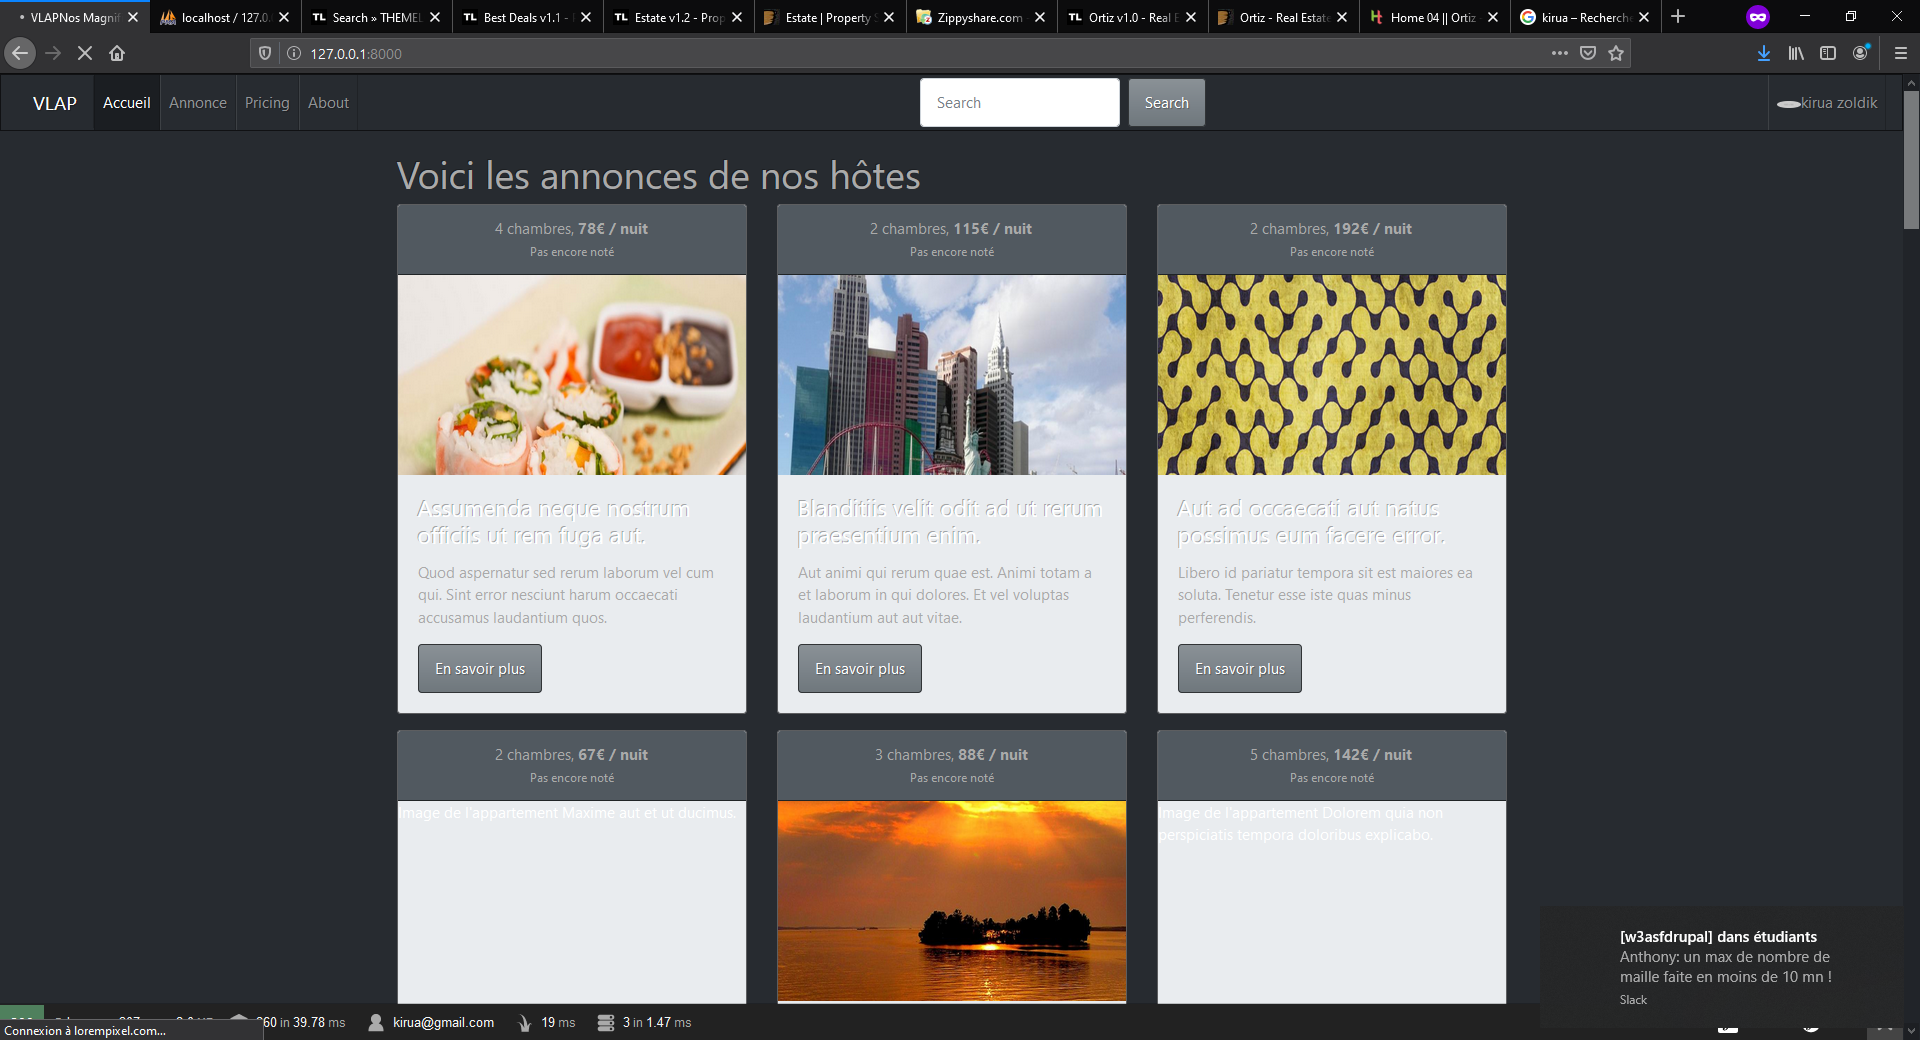 VLAPNos Magnif
localhost / 127.0.
TL Search » THEMEL
TL Best Deals v1.1 -
TL Estate v1.2 - Prop
Estate | Property S
Zippyshare.com -
TL Ortiz v1.0 - Real E
Ortiz - Real Estate
Home 04 || Ortiz -
kirua – Recherche
127.0.0.1:8000
VLAP
Accueil
Annonce
Pricing
About
Search
Search
kirua zoldik
Voici les annonces de nos hôtes
4 chambres, 78€ / nuit
Pas encore noté
2 chambres, 115€ / nuit
Pas encore noté
2 chambres, 192€ / nuit
Pas encore noté
Assumenda neque nostrum
officiis ut rem fuga aut.
Quod aspernatur sed rerum laborum vel cum
qui. Sint error nesciunt harum occaecati
accusamus laudantium quos.
En savoir plus
Blanditiis velit odit ad ut rerum
praesentium enim.
Aut animi qui rerum quae est. Animi totam a
et laborum in qui dolores. Et vel voluptas
laudantium aut aut vitae.
En savoir plus
Aut ad occaecati aut natus
possimus eum facere error.
Libero id pariatur tempora sit est maiores ea
soluta. Tenetur esse iste quas minus
perferendis.
En savoir plus
2 chambres, 67€ / nuit
Pas encore noté
3 chambres, 88€ / nuit
Pas encore noté
5 chambres, 142€ / nuit
Pas encore noté
Image de l'appartement Maxime aut et ut ducimus.
Image de l'appartement Dolorem quia non
perspiciatis tempora doloribus explicabo.
[w3asfdrupal] dans étudiants
Anthony: un max de nombre de
maille faite en moins de 10 mn !
Slack
in 39.78 ms
kirua@gmail.com
19 ms
3 in 1.47 ms
Connexion à lorempixel.com...